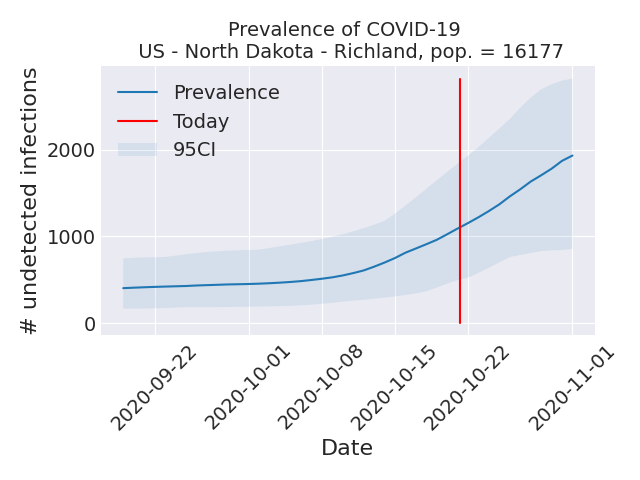 Prevalence of COVID-19
US - North Dakota - Richland, pop. = 16177
Prevalence
Today
95CI
# undetected infections
2000
1000
0
2020-09-22
2020-10-01
2020-10-08
2020-10-15
2020-10-22
2020-11-01
Date